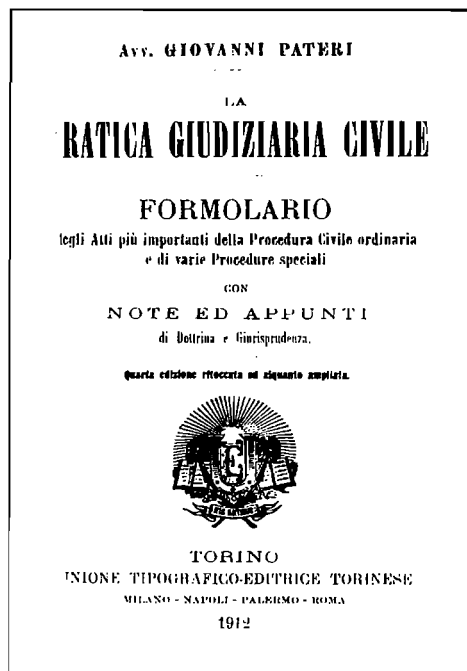 Avv. GIOVANNI PATERI
LA
RATICA GIUDIZIARIA CIVILE
FORMOLARIO
degli Atti più importanti della Procedura Civile ordinaria
e di varie Procedure speciali
CON
NOTE ED APPUNTI
di Dottrina e Giurisprudenza.
Quarta edizione ritoccata ed alquanto ampliata.
TORINO
UNIONE TIPOGRAFICO-EDITRICE TORINESE
MILANO - NAPOLI - PALERMO - ROMA
1912